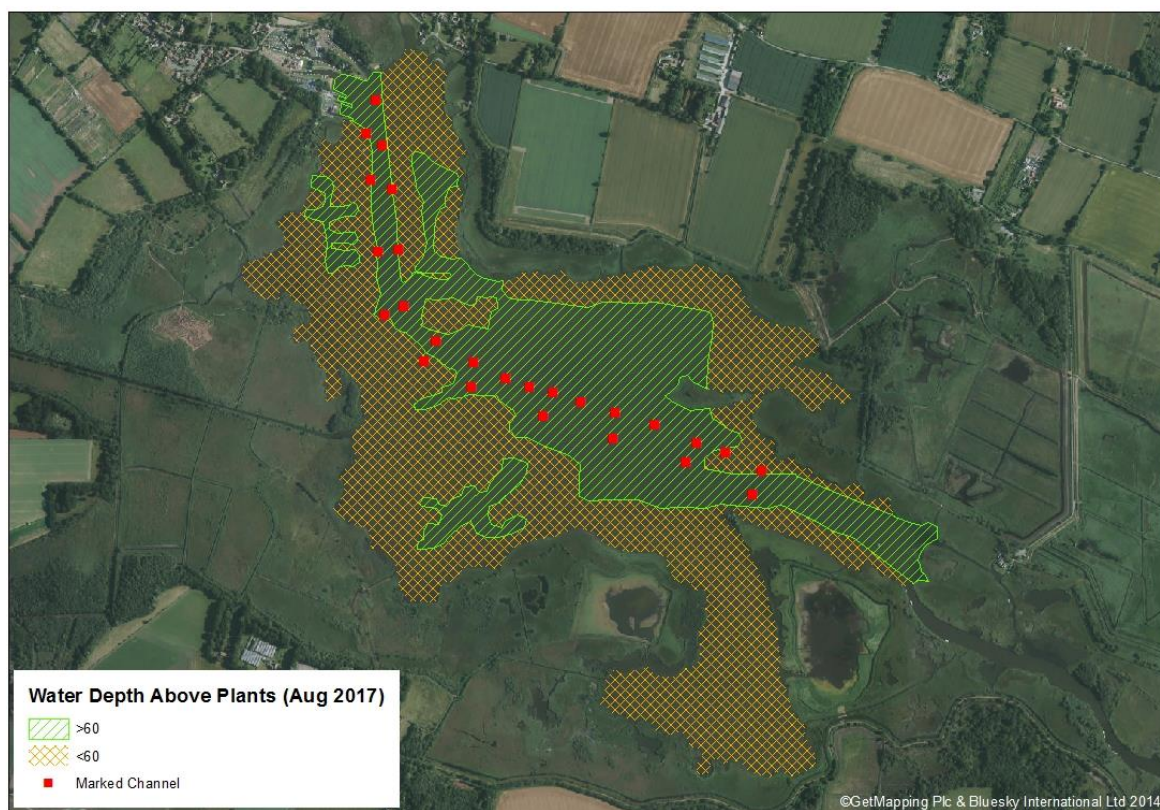 Water Depth Above Plants (Aug 2017)
>60
<60
Marked Channel
©GetMapping Plc & Bluesky International Ltd 2014